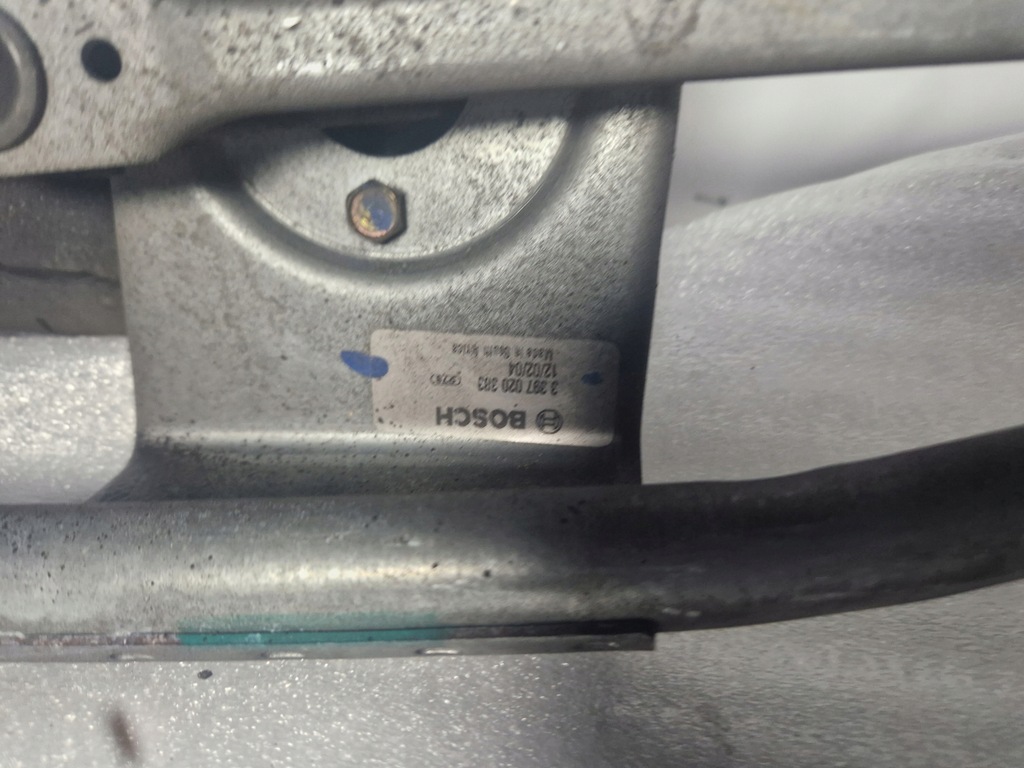 BOSCH
3 397 020 383
12/02/04
Made in South Africa